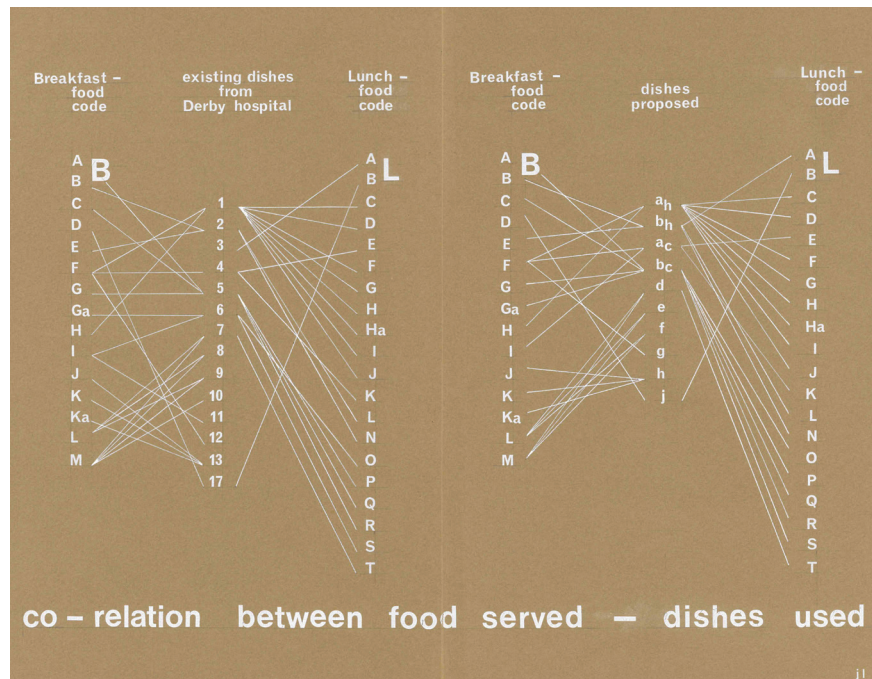 Breakfast –
food
code
existing dishes
from
Derby hospital
Lunch –
food
code
B
A
B
C
D
E
F
G
Ga
H
I
J
K
Ka
L
M
1
2
3
4
5
6
7
8
9
10
11
12
13
17
L
A
B
C
D
E
F
G
H
Ha
I
J
K
L
N
O
P
Q
R
S
T
Breakfast –
food
code
dishes
proposed
Lunch –
food
code
B
A
B
C
D
E
F
G
Ga
H
I
J
K
Ka
L
M
ah
bh
ac
bc
d
e
f
g
h
j
L
A
B
C
D
E
F
G
H
Ha
I
J
K
L
N
O
P
Q
R
S
T
co – relation between food served – dishes used
jl